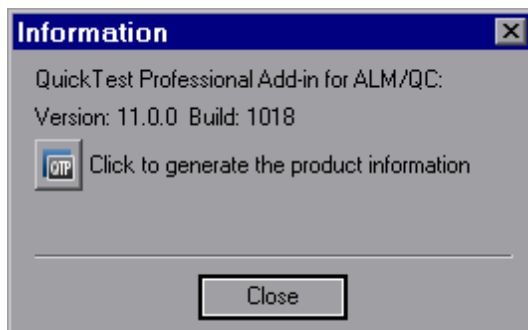 Information
QuickTest Professional Add-in for ALM/QC:
Version: 11.0.0 Build: 1018
QTP
Click to generate the product information
Close